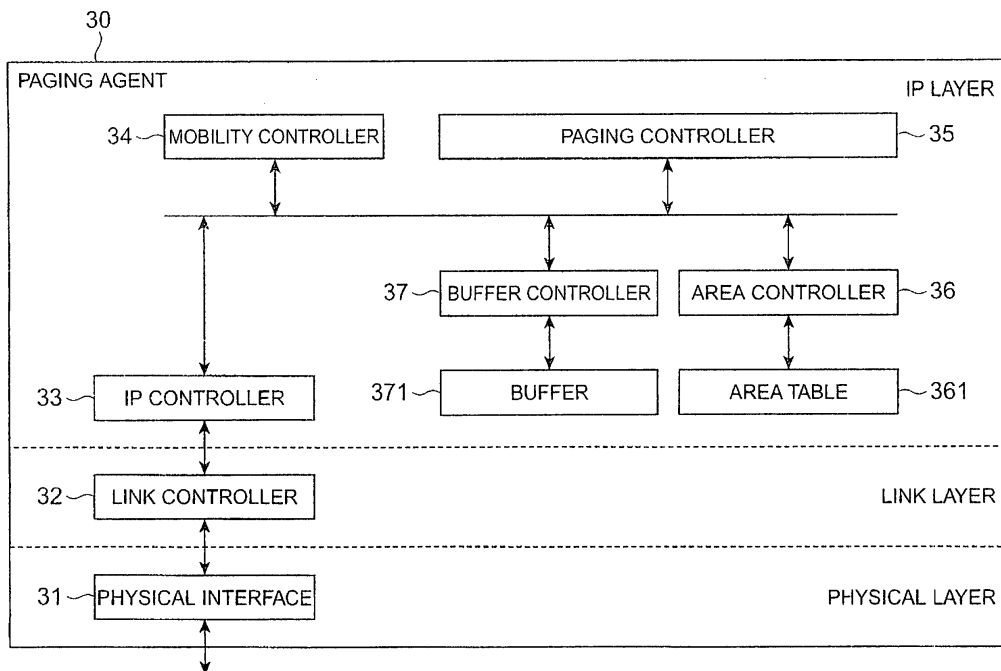 30
PAGING AGENT
IP LAYER
34 MOBILITY CONTROLLER
PAGING CONTROLLER 35
37 BUFFER CONTROLLER
AREA CONTROLLER 36
33 IP CONTROLLER
371 BUFFER
AREA TABLE 361
32 LINK CONTROLLER
LINK LAYER
31 PHYSICAL INTERFACE
PHYSICAL LAYER